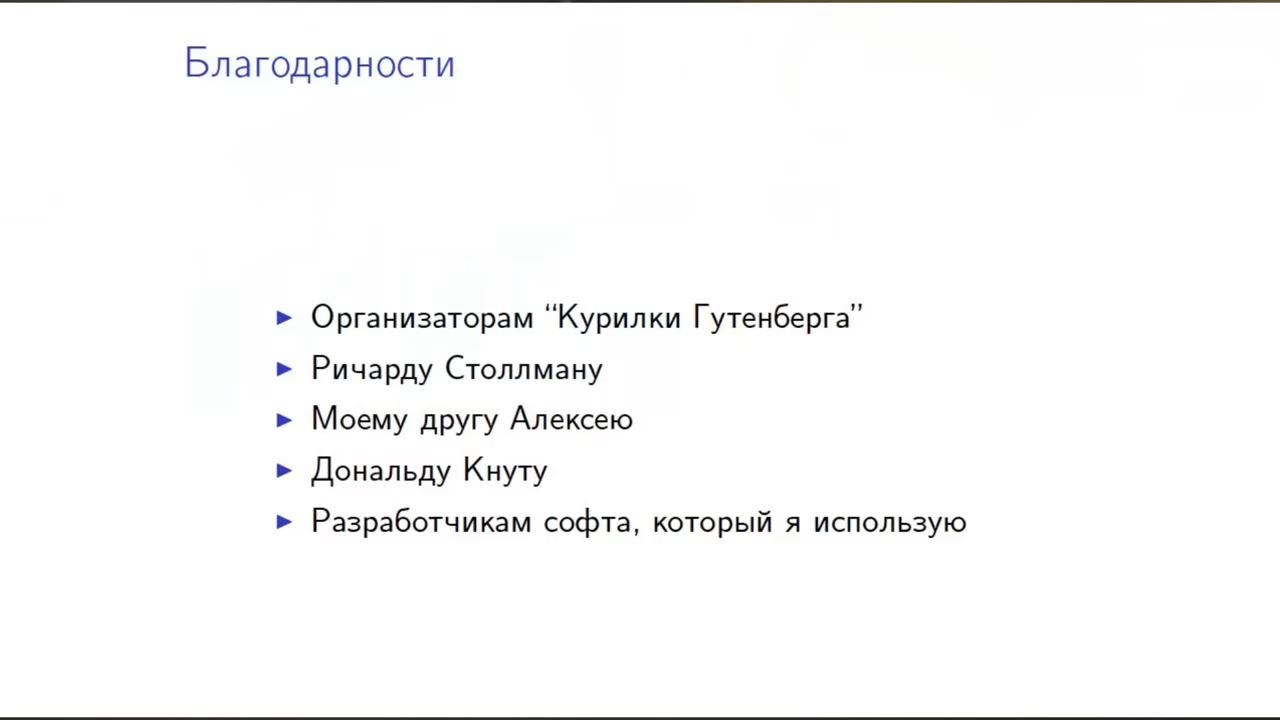 Благодарности
Организаторам “Курилки Гутенберга”
Ричарду Столлману
Моему другу Алексею
Дональду Кнуту
Разработчикам софта, который я использую